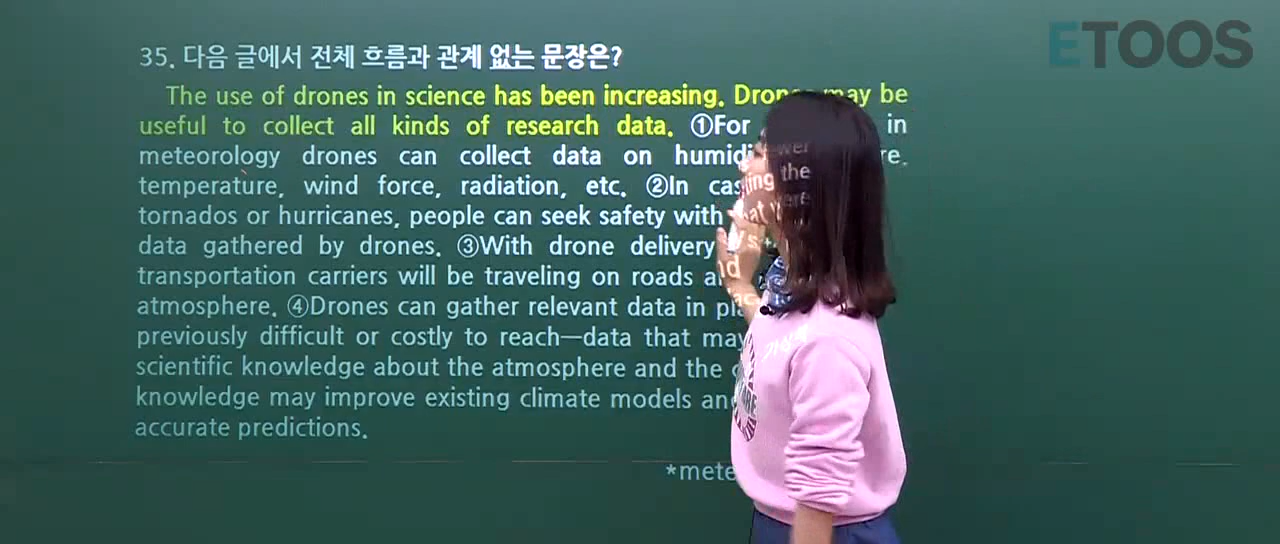 ETOOS
35. 다음 글에서 전체 흐름과 관계 없는 문장은?
The use of drones in science has been increasing. Drones may be
useful to collect all kinds of research data. ①For in
meteorology drones can collect data on
temperature, wind force, radiation, etc. ②In
tornados or hurricanes, people can seek safety with the
data gathered by drones. ③With drone delivery
transportation carriers will be traveling on roads and
atmosphere. ④Drones can gather relevant data in
previously difficult or costly to reach—data that may
scientific knowledge about the atmosphere and the
knowledge may improve existing climate models and
accurate predictions.